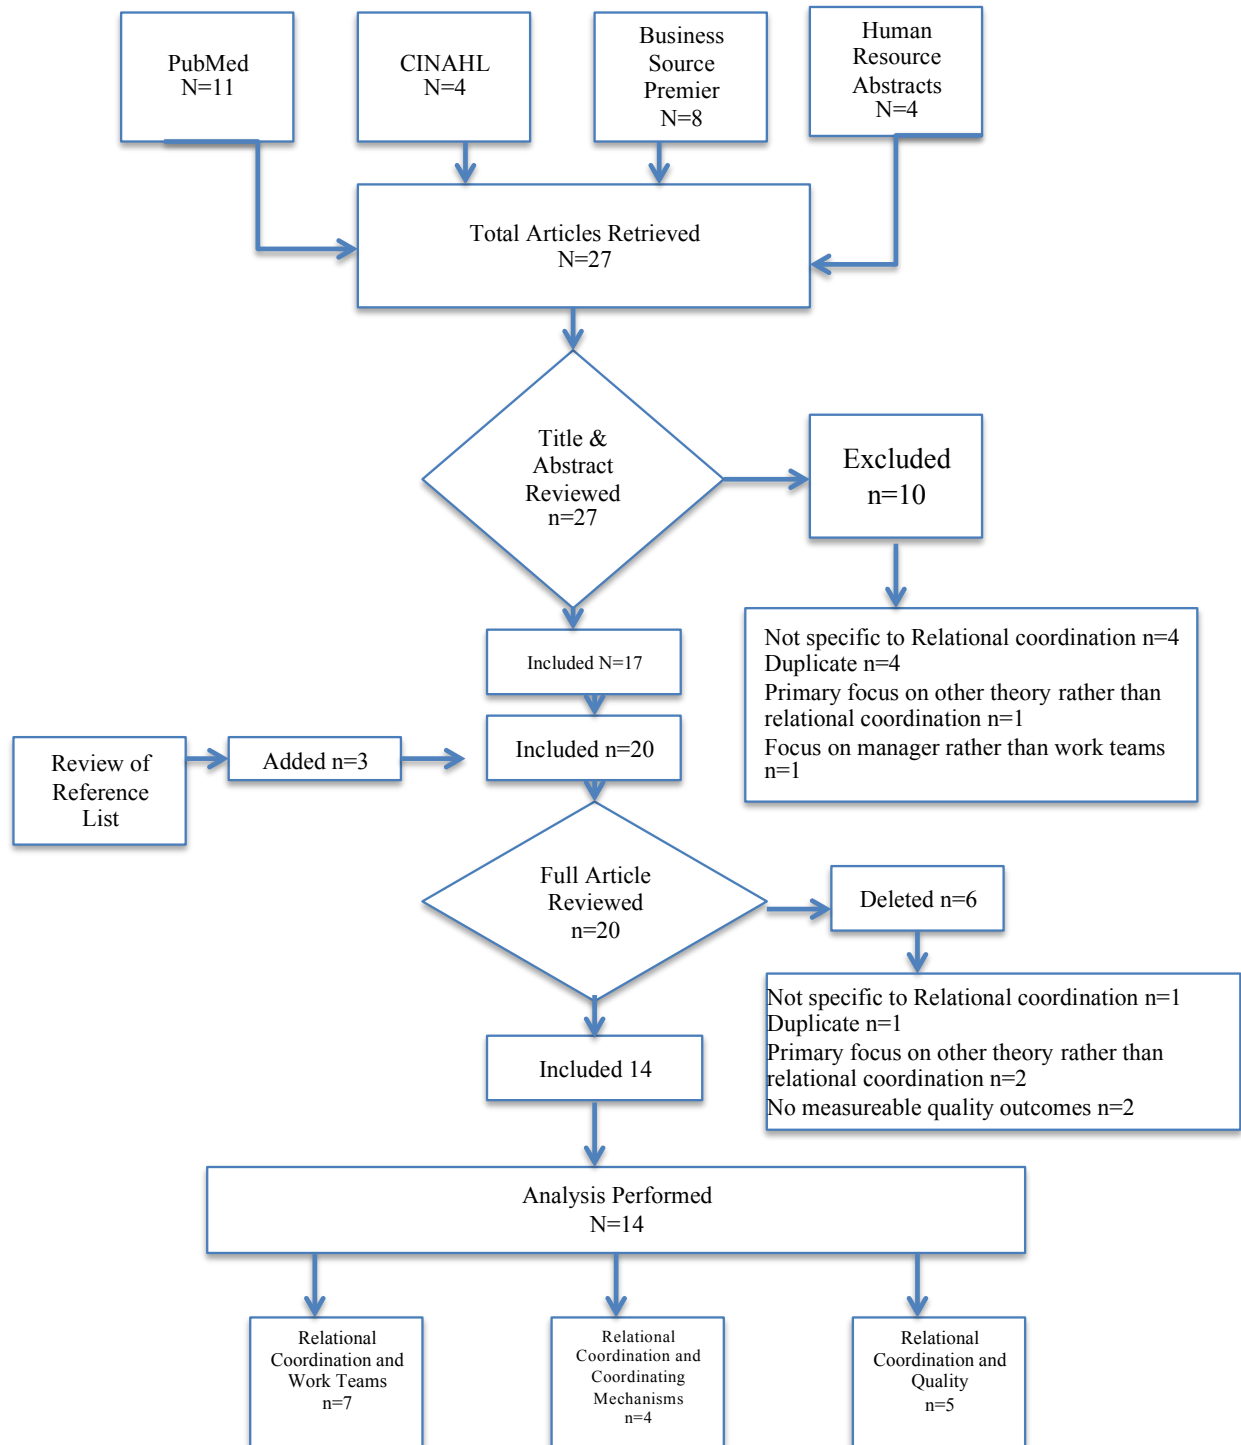 PubMed
N=11
CINAHL
N=4
Business
Source
Premier
N=8
Human
Resource
Abstracts
N=4
Total Articles Retrieved
N=27
Title &
Abstract
Reviewed
n=27
Excluded
n=10
Not specific to Relational coordination n=4
Duplicate n=4
Primary focus on other theory rather than
relational coordination n=1
Focus on manager rather than work teams
n=1
Included N=17
Review of
Reference
List
Added n=3
Included n=20
Full Article
Reviewed
n=20
Deleted n=6
Not specific to Relational coordination n=1
Duplicate n=1
Primary focus on other theory rather than
relational coordination n=2
No measureable quality outcomes n=2
Included 14
Analysis Performed
N=14
Relational
Coordination and
Work Teams
n=7
Relational
Coordination and
Coordinating
Mechanisms
n=4
Relational
Coordination and
Quality
n=5